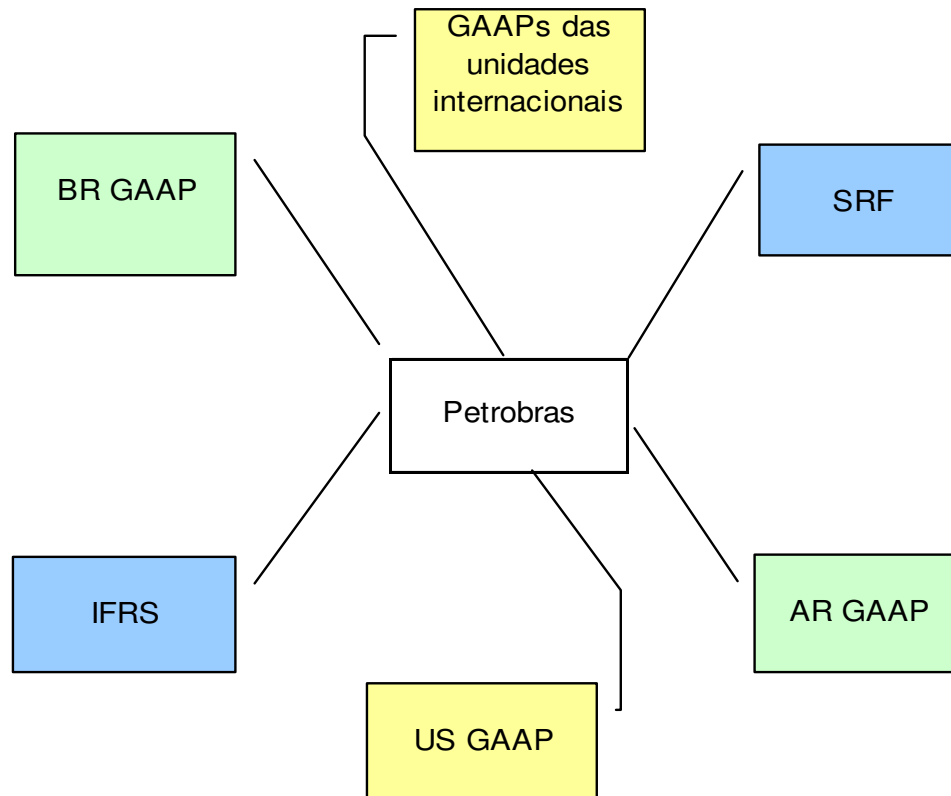 GAAPs das
unidades
internacionais
BR GAAP
SRF
Petrobras
IFRS
AR GAAP
US GAAP